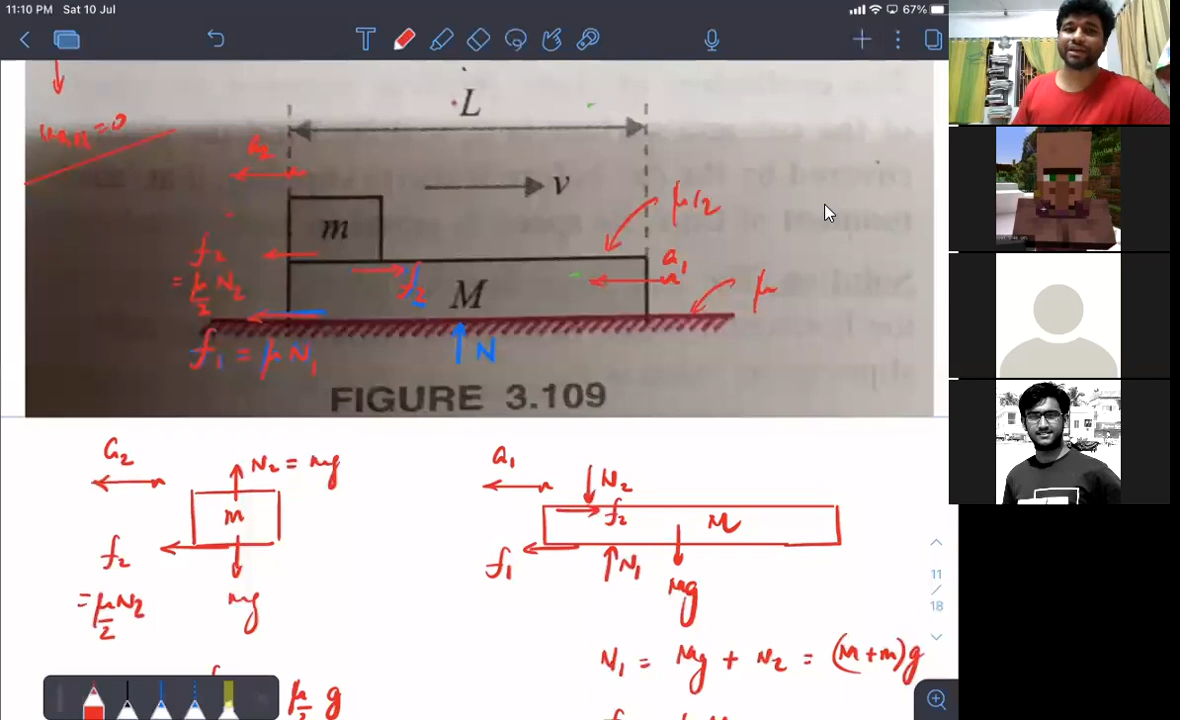 11:10 PM Sat 10 Jul
67%
L
a₂
v
μ/2
m
f₂
= μ/2 N₂
f₂
a₁
M
μ
f₁ = μN₁
N
FIGURE 3.109
a₂
N₂ = mg
a₁
N₂
m
f₂
M
f₂
f₁
N₁
= μ/2 N₂
mg
Mg
11
/
18
N₁ = Mg + N₂ = (M+m)g
μ/2 g